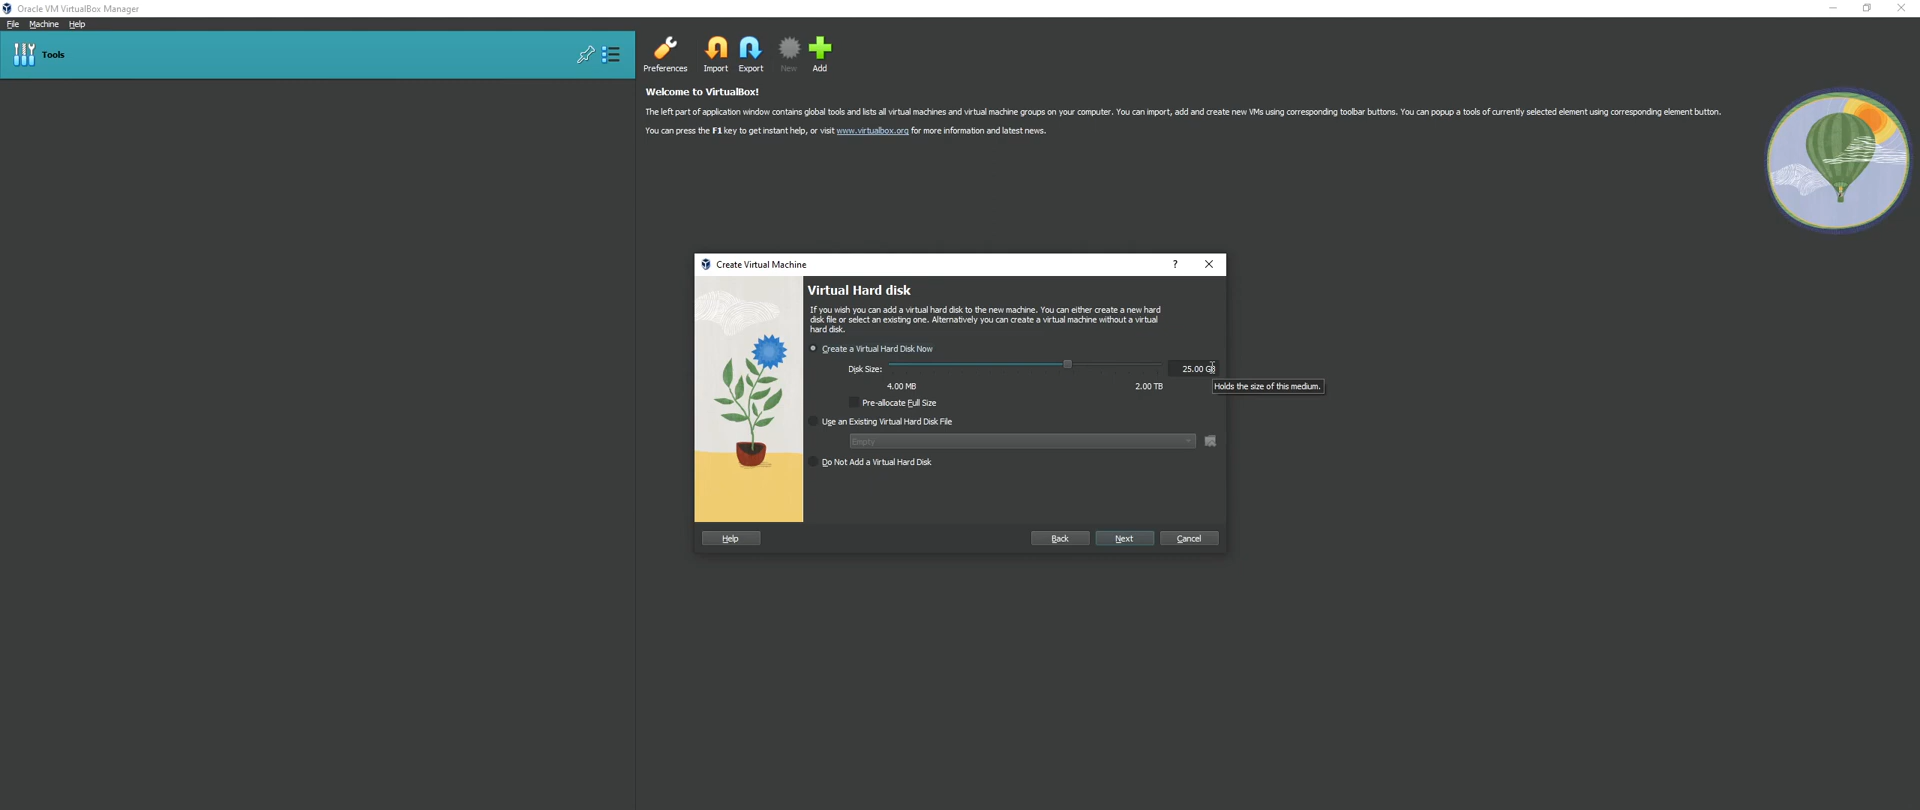 Oracle VM VirtualBox Manager
File Machine Help
Tools
Preferences Import Export New Add
Welcome to VirtualBox!
The left part of application window contains global tools and lists all virtual machines and virtual machine groups on your computer. You can import, add and create new VMs using corresponding toolbar buttons. You can popup a tools of currently selected element using corresponding element button.
You can press the F1 key to get instant help, or visit www.virtualbox.org for more information and latest news.
Create Virtual Machine ?
Virtual Hard disk
If you wish you can add a virtual hard disk to the new machine. You can either create a new hard
disk file or select an existing one. Alternatively you can create a virtual machine without a virtual
hard disk.
Create a Virtual Hard Disk Now
Disk Size: 25.00 GB
4.00 MB 2.00 TB
Holds the size of this medium.
Pre-allocate Full Size
Use an Existing Virtual Hard Disk File
Empty
Do Not Add a Virtual Hard Disk
Help Back Next Cancel